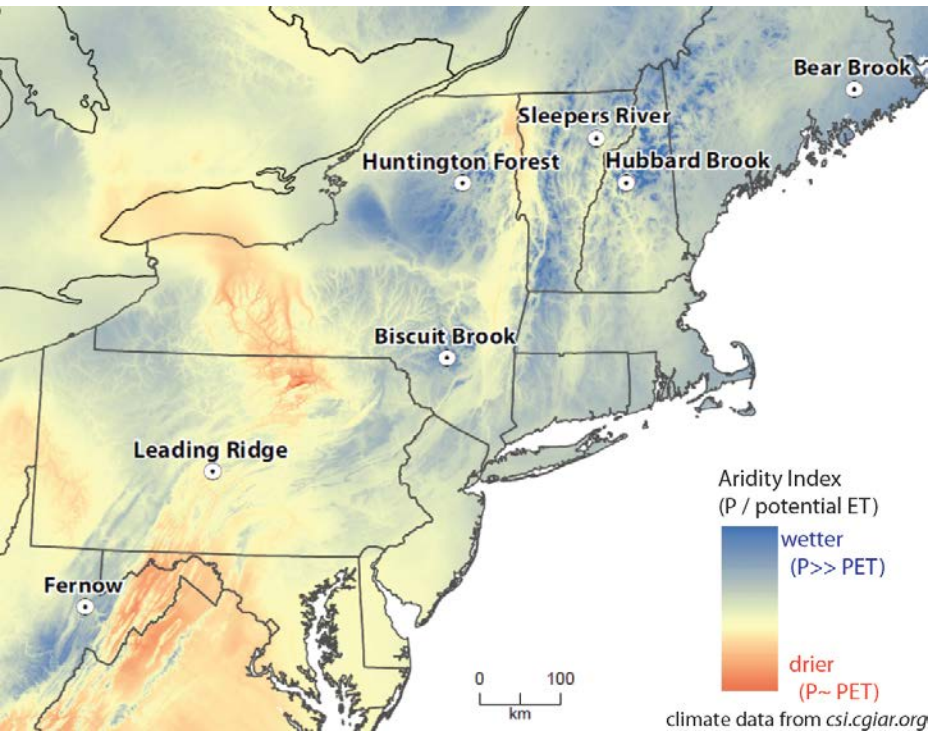 Bear Brook
Sleepers River
Huntington Forest
Hubbard Brook
Biscuit Brook
Leading Ridge
Fernow
Aridity Index
(P / potential ET)
wetter
(P>> PET)
drier
(P~ PET)
0 100
km
climate data from csi.cgiar.org